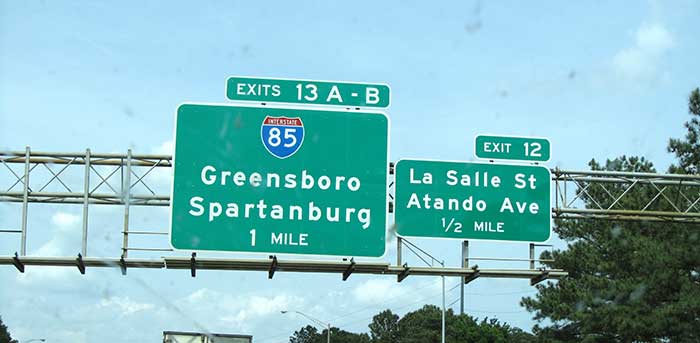 EXITS 13 A - B
INTERSTATE
85
Greensboro
Spartanburg
1 MILE
EXIT 12
La Salle St
Atando Ave
1/2 MILE